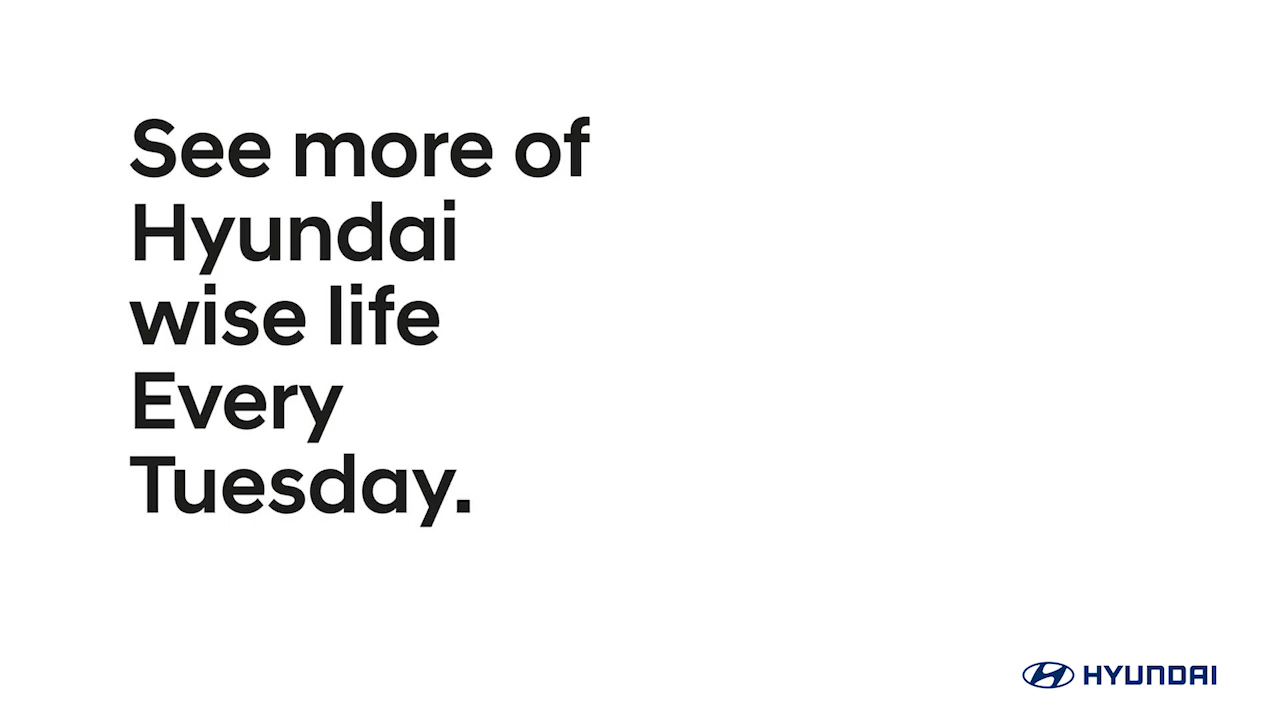 See more of
Hyundai
wise life
Every
Tuesday.
HYUNDAI